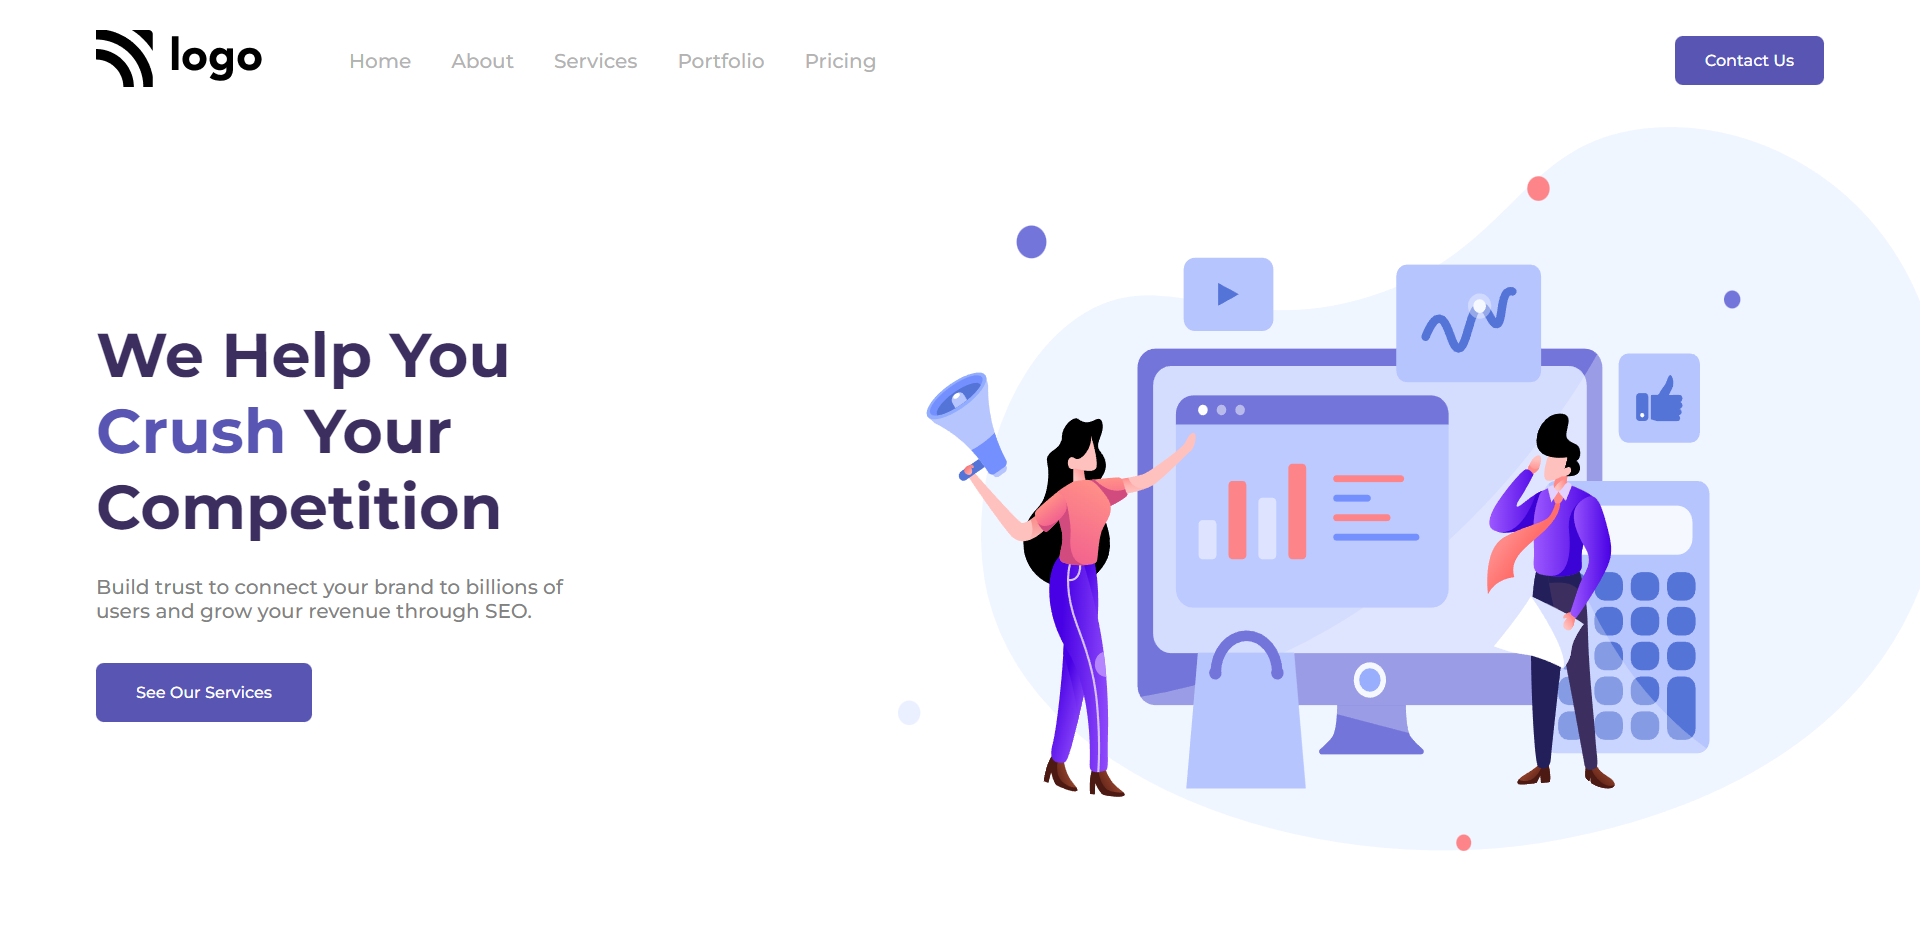 logo
Home
About
Services
Portfolio
Pricing
Contact Us
We Help You
Crush Your
Competition
Build trust to connect your brand to billions of
users and grow your revenue through SEO.
See Our Services